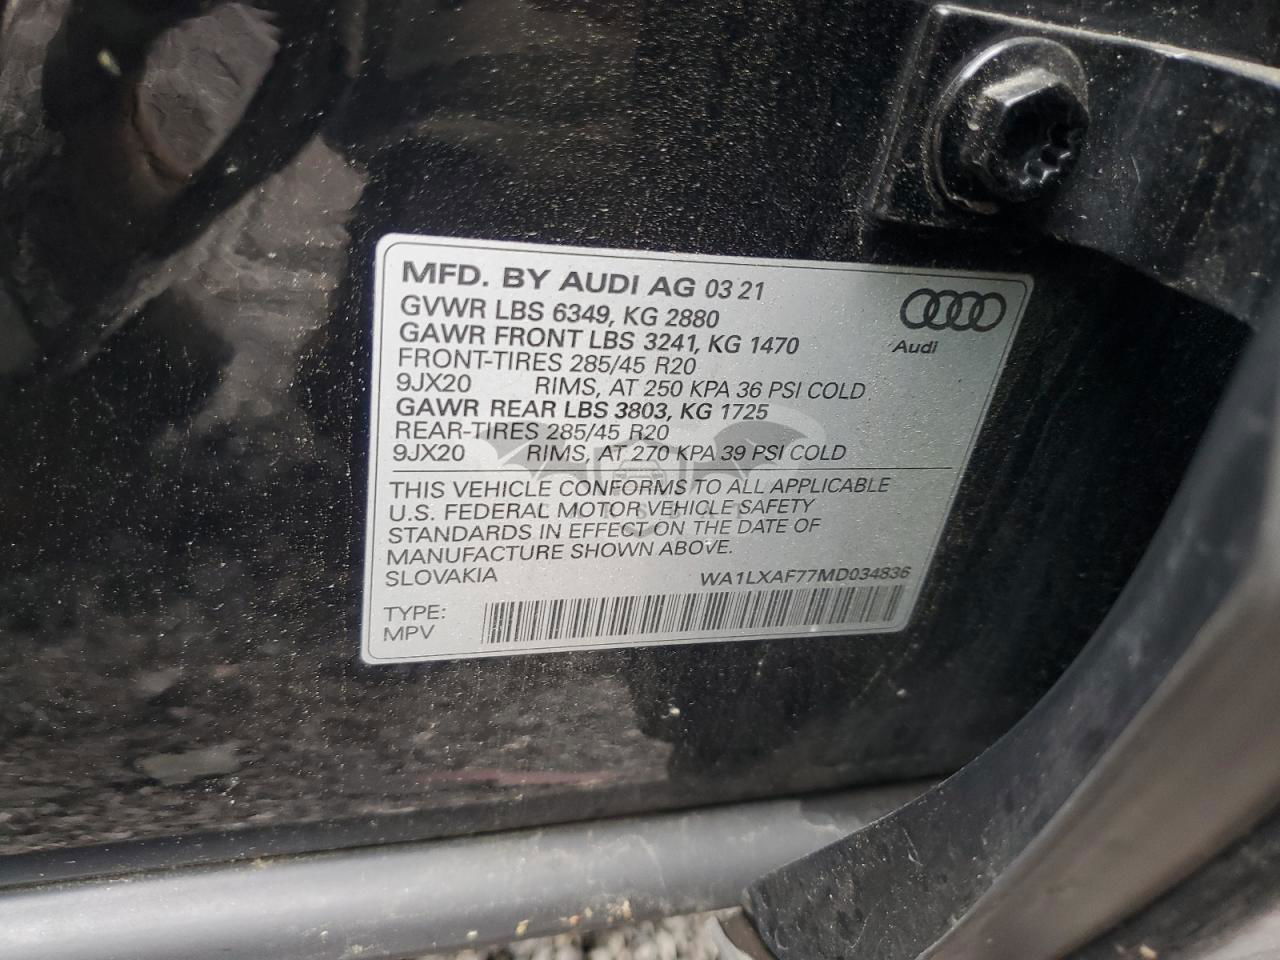 MFD. BY AUDI AG 03 21
GVWR LBS 6349, KG 2880
GAWR FRONT LBS 3241, KG 1470
FRONT-TIRES 285/45 R20
9JX20 RIMS, AT 250 KPA 36 PSI COLD
GAWR REAR LBS 3803, KG 1725
REAR-TIRES 285/45 R20
9JX20 RIMS, AT 270 KPA 39 PSI COLD
Audi
THIS VEHICLE CONFORMS TO ALL APPLICABLE
U.S. FEDERAL MOTOR VEHICLE SAFETY
STANDARDS IN EFFECT ON THE DATE OF
MANUFACTURE SHOWN ABOVE.
SLOVAKIA WA1LXAF77MD034836
TYPE:
MPV